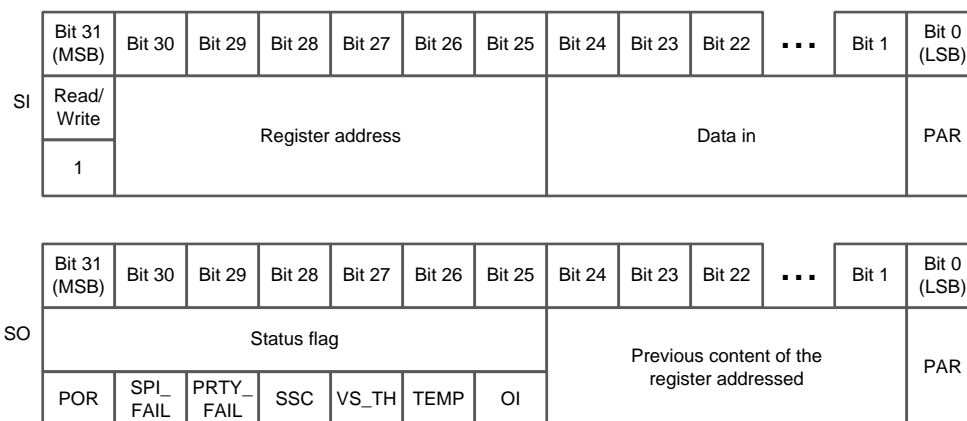 Bit 31 Bit 30 Bit 29 Bit 28 Bit 27 Bit 26 Bit 25 Bit 24 Bit 23 Bit 22 ... Bit 1 Bit 0
(MSB) (LSB)
SI Read/
Write
1
Register address
Data in
PAR
Bit 31 Bit 30 Bit 29 Bit 28 Bit 27 Bit 26 Bit 25 Bit 24 Bit 23 Bit 22 ... Bit 1 Bit 0
(MSB) (LSB)
SO
Status flag
POR SPI_ PRTY_ SSC VS_TH TEMP OI
FAIL FAIL
Previous content of the
register addressed
PAR